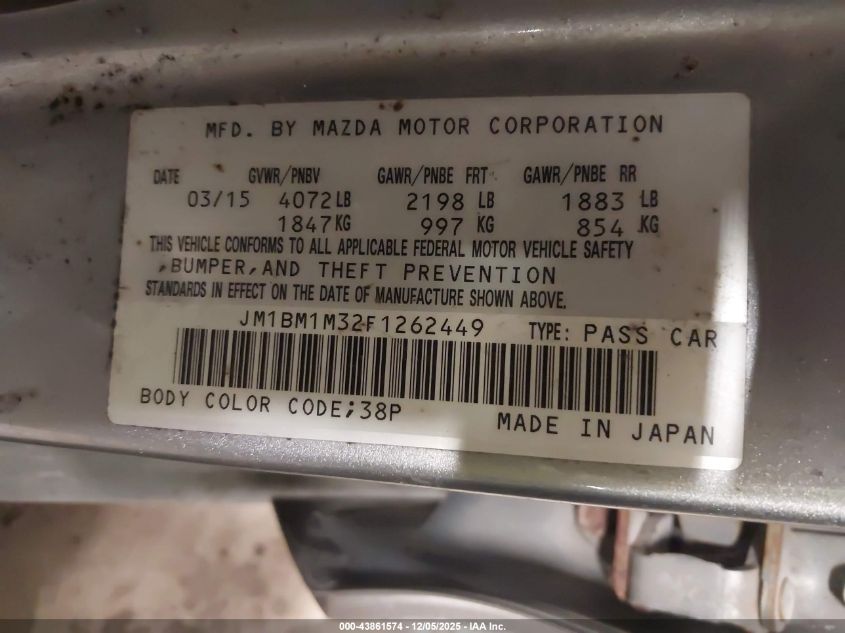 MFD. BY MAZDA MOTOR CORPORATION
DATE GVWR/PNBV GAWR/PNBE FRT GAWR/PNBE RR
03/15 4072 LB 2198 LB 1883 LB
1847 KG 997 KG 854 KG
THIS VEHICLE CONFORMS TO ALL APPLICABLE FEDERAL MOTOR VEHICLE SAFETY
,BUMPER,AND THEFT PREVENTION
STANDARDS IN EFFECT ON THE DATE OF MANUFACTURE SHOWN ABOVE.
JM1BM1M32F1262449 TYPE: PASS CAR
BODY COLOR CODE;38P MADE IN JAPAN
000-43861574 - 12/05/2025 - IAA Inc.